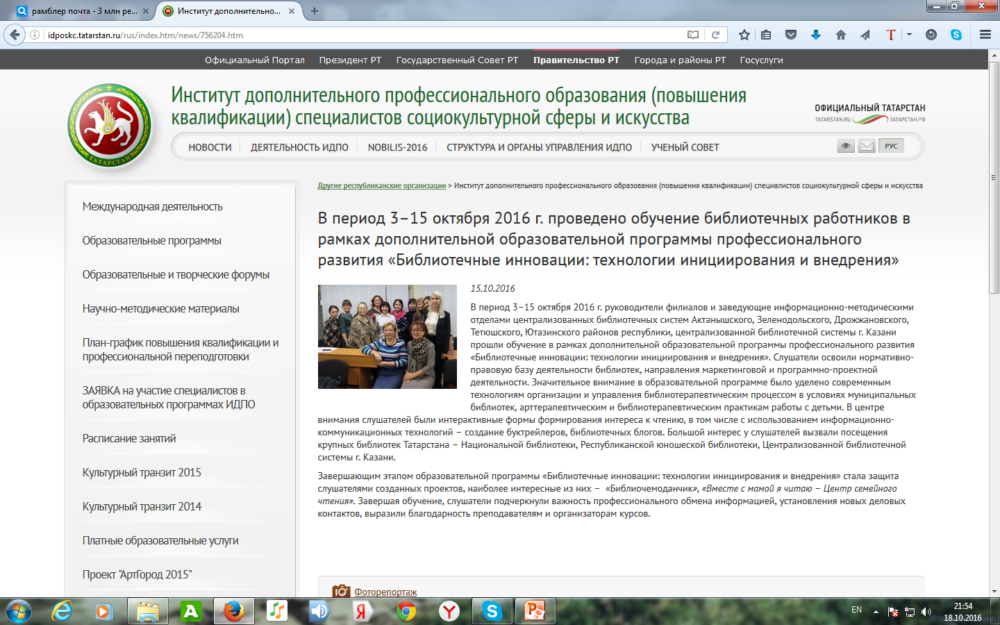 рамблер почта - 3 млн ре...
Институт дополнительно...
idposkc.tatarstan.ru/rus/index.htm/news/756204.htm
Официальный Портал Президент РТ Государственный Совет РТ Правительство РТ Города и районы РТ Госуслуги
Институт дополнительного профессионального образования (повышения
квалификации) специалистов социокультурной сферы и искусства
ОФИЦИАЛЬНЫЙ ТАТАРСТАН
TATARSTAN.RU ТАТАРСТАН.РФ
ТАТАРСТАН
НОВОСТИ ДЕЯТЕЛЬНОСТЬ ИДПО NOBILIS-2016 СТРУКТУРА И ОРГАНЫ УПРАВЛЕНИЯ ИДПО УЧЕНЫЙ СОВЕТ РУС
Международная деятельность
Образовательные программы
Образовательные и творческие форумы
Научно-методические материалы
План-график повышения квалификации и
профессиональной переподготовки
ЗАЯВКА на участие специалистов в
образовательных программах ИДПО
Расписание занятий
Культурный транзит 2015
Культурный транзит 2014
Платные образовательные услуги
Проект "АртГород 2015"
Другие республиканские организации > Институт дополнительного профессионального образования (повышения квалификации) специалистов социокультурной сферы и искусства
В период 3–15 октября 2016 г. проведено обучение библиотечных работников в
рамках дополнительной образовательной программы профессионального
развития «Библиотечные инновации: технологии инициирования и внедрения»
15.10.2016
В период 3–15 октября 2016 г. руководители филиалов и заведующие информационно-методическими
отделами централизованных библиотечных систем Актанышского, Зеленодольского, Дрожжановского,
Тетюшского, Ютазинского районов республики, централизованной библиотечной системы г. Казани
прошли обучение в рамках дополнительной образовательной программы профессионального развития
«Библиотечные инновации: технологии инициирования и внедрения». Слушатели освоили нормативно-
правовую базу деятельности библиотек, направления маркетинговой и программно-проектной
деятельности. Значительное внимание в образовательной программе было уделено современным
технологиям организации и управления библиотерапевтическим процессом в условиях муниципальных
библиотек, арттерапевтическим и библиотерапевтическим практикам работы с детьми. В центре
внимания слушателей были интерактивные формы формирования интереса к чтению, в том числе с использованием информационно-
коммуникационных технологий – создание буктрейлеров, библиотечных блогов. Большой интерес у слушателей вызвали посещения
крупных библиотек Татарстана – Национальной библиотеки, Республиканской юношеской библиотеки, Централизованной библиотечной
системы г. Казани.
Завершающим этапом образовательной программы «Библиотечные инновации: технологии инициирования и внедрения» стала защита
слушателями созданных проектов, наиболее интересные из них – «Библиочемоданчик», «Вместе с мамой я читаю – Центр семейного
чтения». Завершая обучение, слушатели подчеркнули важность профессионального обмена информацией, установления новых деловых
контактов, выразили благодарность преподавателям и организаторам курсов.
Фоторепортаж
EN
21:54
18.10.2016